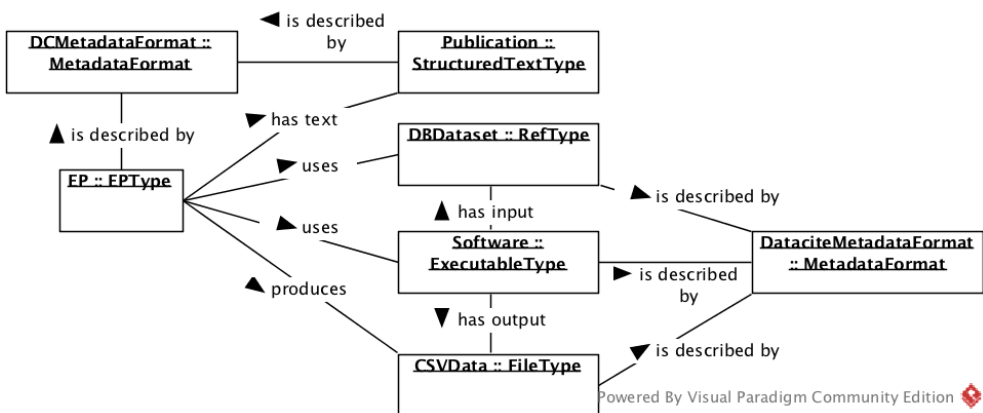 is described
by
DCMetadataFormat ::
MetadataFormat
Publication ::
StructuredTextType
has text
is described by
DBDataset :: RefType
uses
EP :: EPType
is described by
has input
uses
Software ::
ExecutableType
DataciteMetadataFormat
:: MetadataFormat
is described
by
produces
has output
is described by
CSVData :: FileType
Powered By Visual Paradigm Community Edition